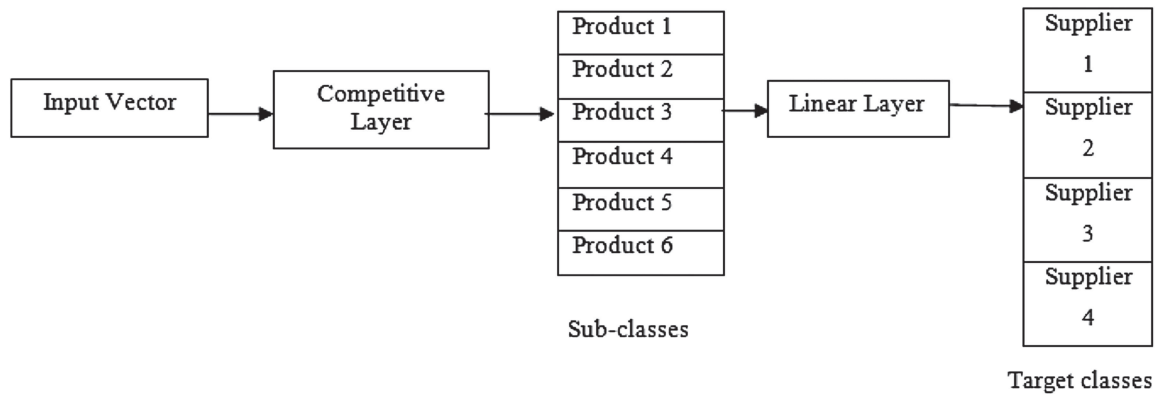 Input Vector
Competitive
Layer
Product 1
Product 2
Product 3
Product 4
Product 5
Product 6
Sub-classes
Linear Layer
Supplier
1
Supplier
2
Supplier
3
Supplier
4
Target classes